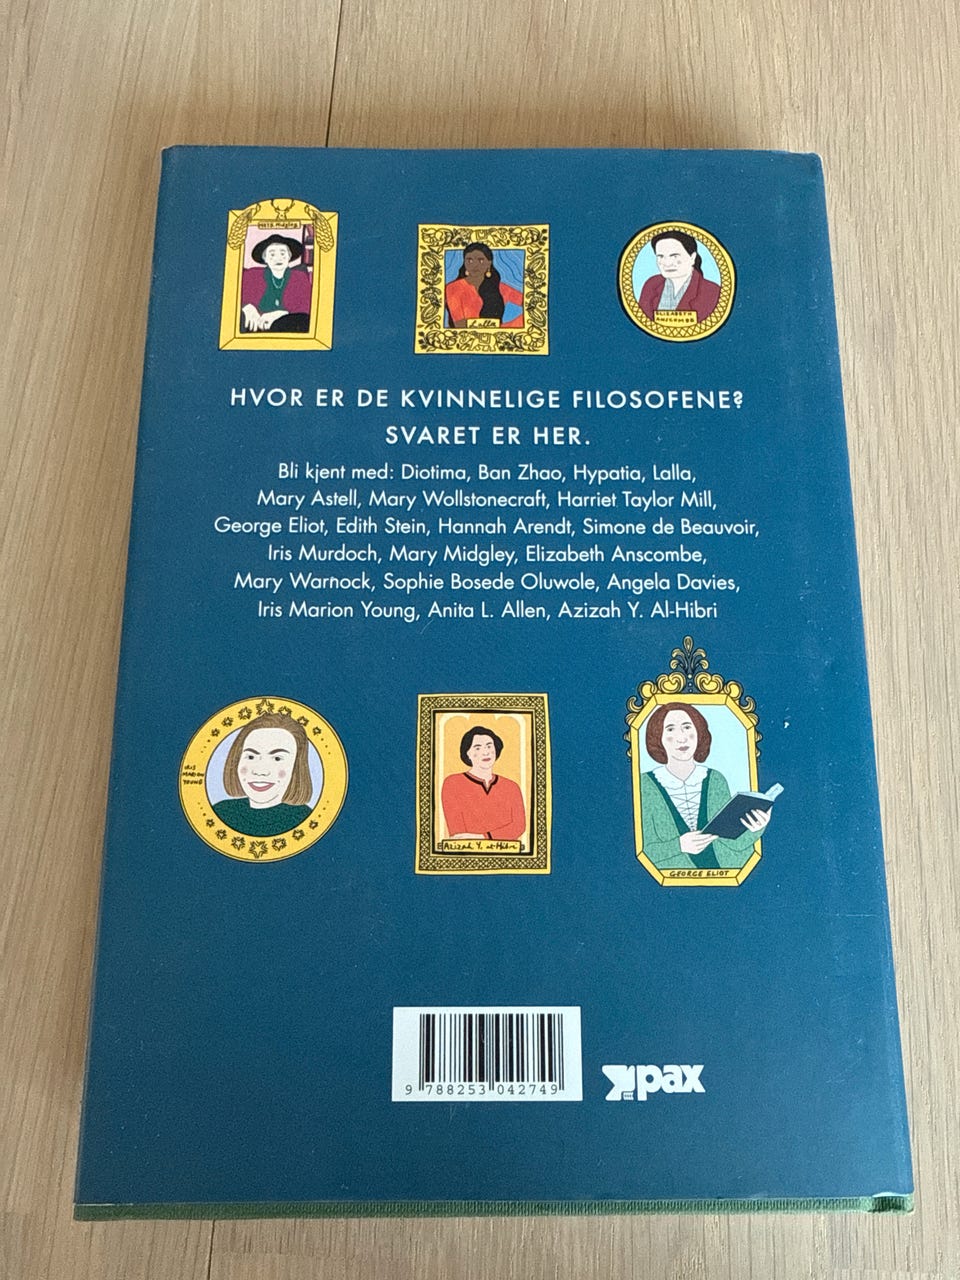 Mary Midgley
Lalla
ELIZABETH
ANSCOMBE
HVOR ER DE KVINNELIGE FILOSOFENE?
SVARET ER HER.
Bli kjent med: Diotima, Ban Zhao, Hypatia, Lalla,
Mary Astell, Mary Wollstonecraft, Harriet Taylor Mill,
George Eliot, Edith Stein, Hannah Arendt, Simone de Beauvoir,
Iris Murdoch, Mary Midgley, Elizabeth Anscombe,
Mary Warnock, Sophie Bosede Oluwole, Angela Davies,
Iris Marion Young, Anita L. Allen, Azizah Y. Al-Hibri
IRIS
MARION
YOUNG
Azizah Y. al-Hibri
GEORGE ELIOT
9 788253 042749
pax